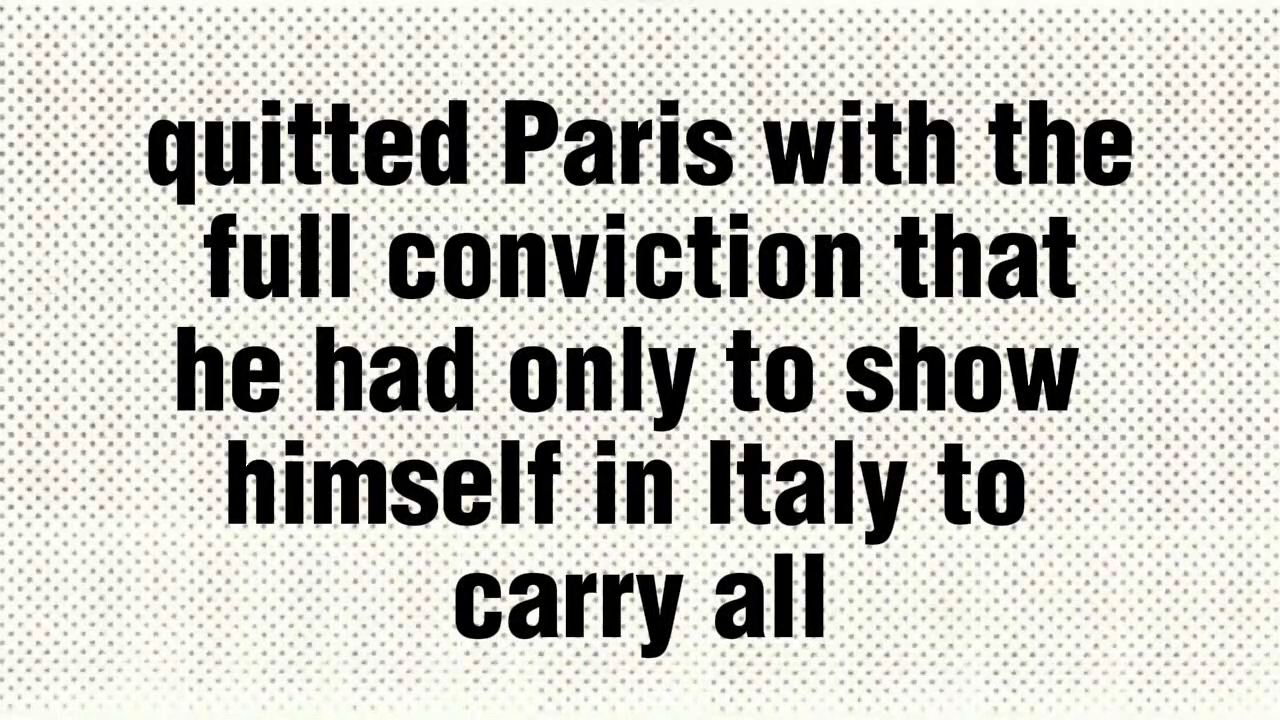 quitted Paris with the
full conviction that
he had only to show
himself in Italy to
carry all